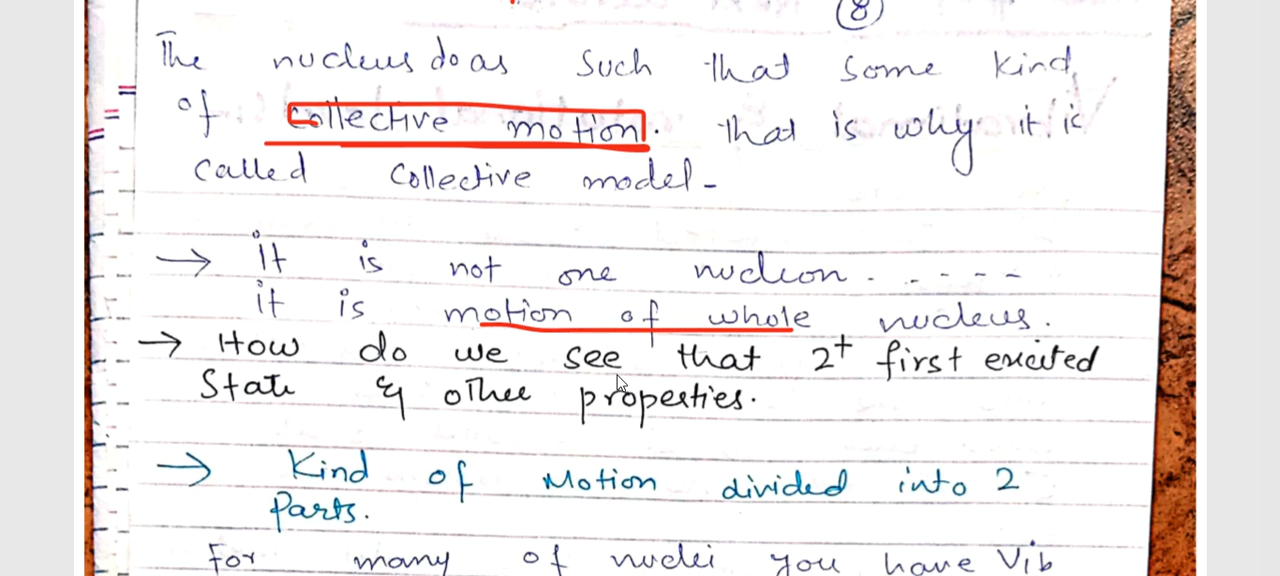 8
The nucleus do as such that some kind
of collective motion. That is why it is
called collective model -
→ it is not one nucleon . - - - -
it is motion of whole nucleus.
→ How do we see that 2+ first excited
State & other properties.
→ Kind of Motion divided into 2
Parts.
For many of nuclei you have Vib